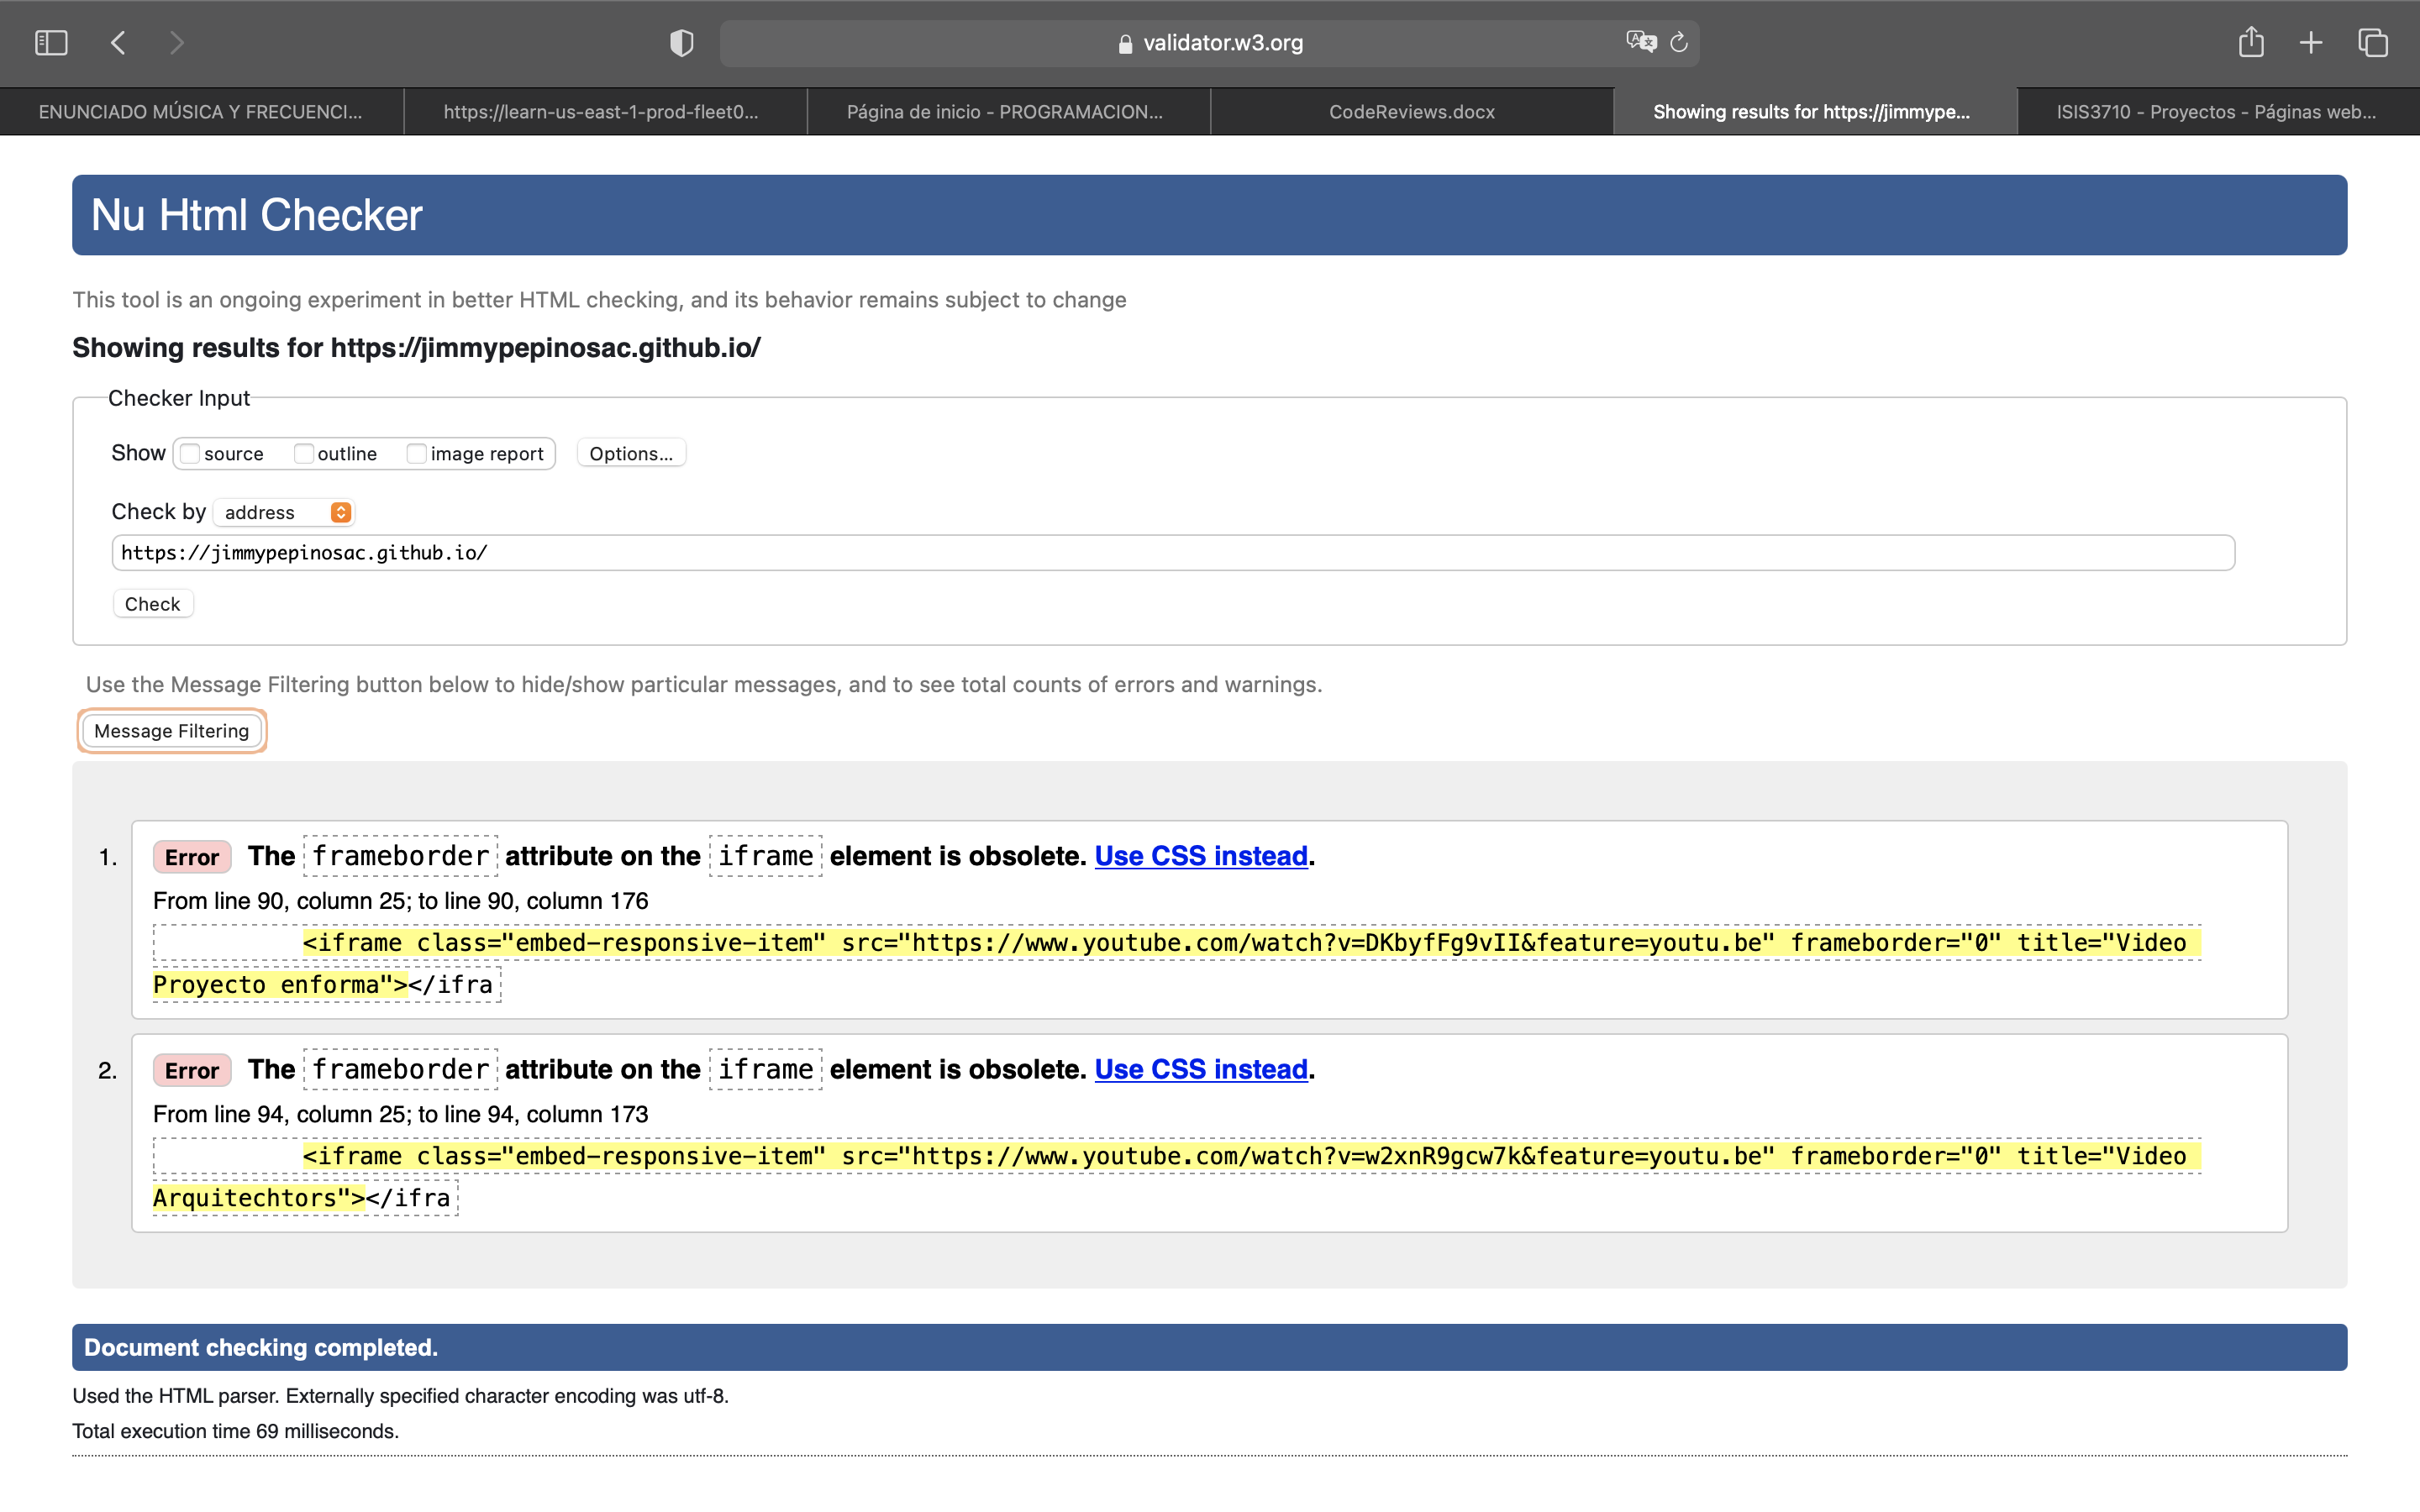 validator.w3.org
ENUNCIADO MÚSICA Y FRECUENCI...
https://learn-us-east-1-prod-fleet0...
Página de inicio - PROGRAMACION...
CodeReviews.docx
Showing results for https://jimmype...
ISIS3710 - Proyectos - Páginas web...
Nu Html Checker
This tool is an ongoing experiment in better HTML checking, and its behavior remains subject to change
Showing results for https://jimmypepinosac.github.io/
Checker Input
Show source outline image report Options...
Check by address
https://jimmypepinosac.github.io/
Check
Use the Message Filtering button below to hide/show particular messages, and to see total counts of errors and warnings.
Message Filtering
1. Error The frameborder attribute on the iframe element is obsolete. Use CSS instead.
From line 90, column 25; to line 90, column 176
<iframe class="embed-responsive-item" src="https://www.youtube.com/watch?v=DKbyfFg9vII&feature=youtu.be" frameborder="0" title="Video
Proyecto enforma"></ifra
2. Error The frameborder attribute on the iframe element is obsolete. Use CSS instead.
From line 94, column 25; to line 94, column 173
<iframe class="embed-responsive-item" src="https://www.youtube.com/watch?v=w2xnR9gcw7k&feature=youtu.be" frameborder="0" title="Video
Arquitechtors"></ifra
Document checking completed.
Used the HTML parser. Externally specified character encoding was utf-8.
Total execution time 69 milliseconds.